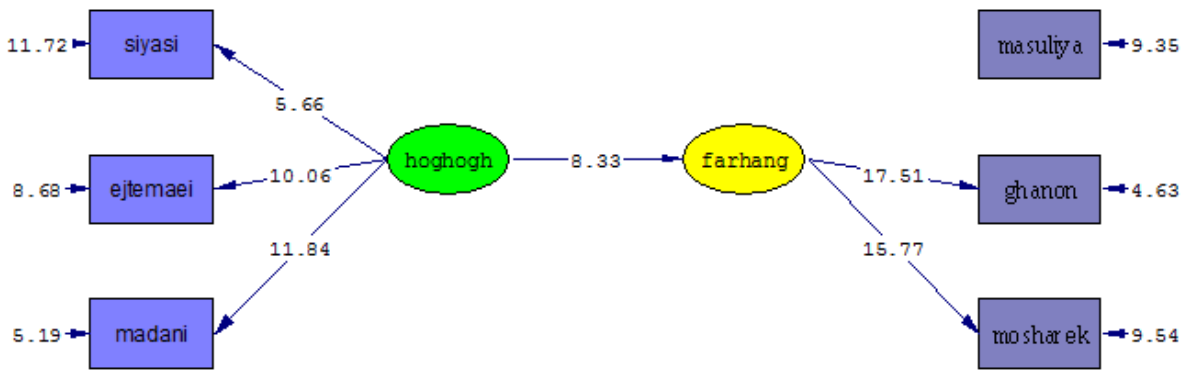 11.72
siyasi
masuliya
9.35
5.66
hoghogh
8.33
farhang
8.68
ejtemaei
10.06
17.51
ghanon
4.63
11.84
15.77
5.19
madani
mosharek
9.54